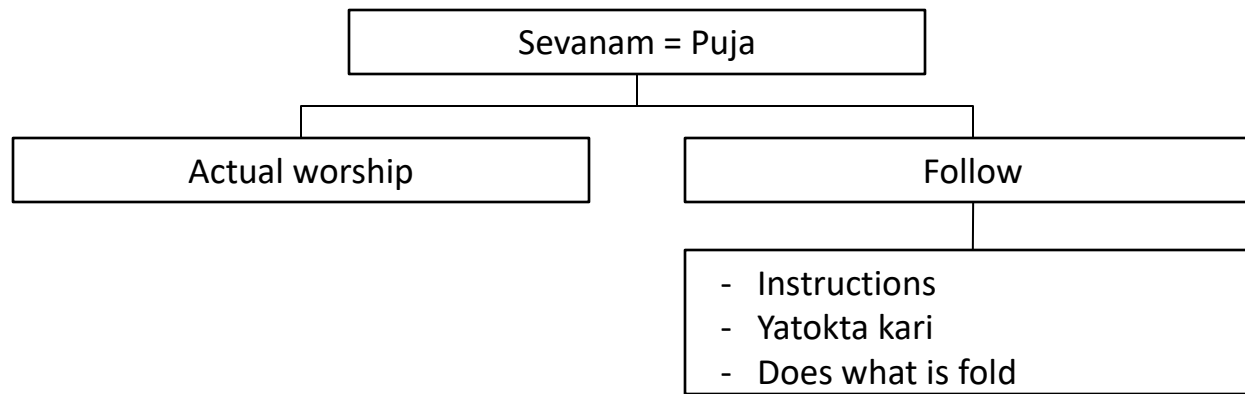 Sevanam = Puja
Actual worship
Follow
- Instructions
- Yatokta kari
- Does what is fold